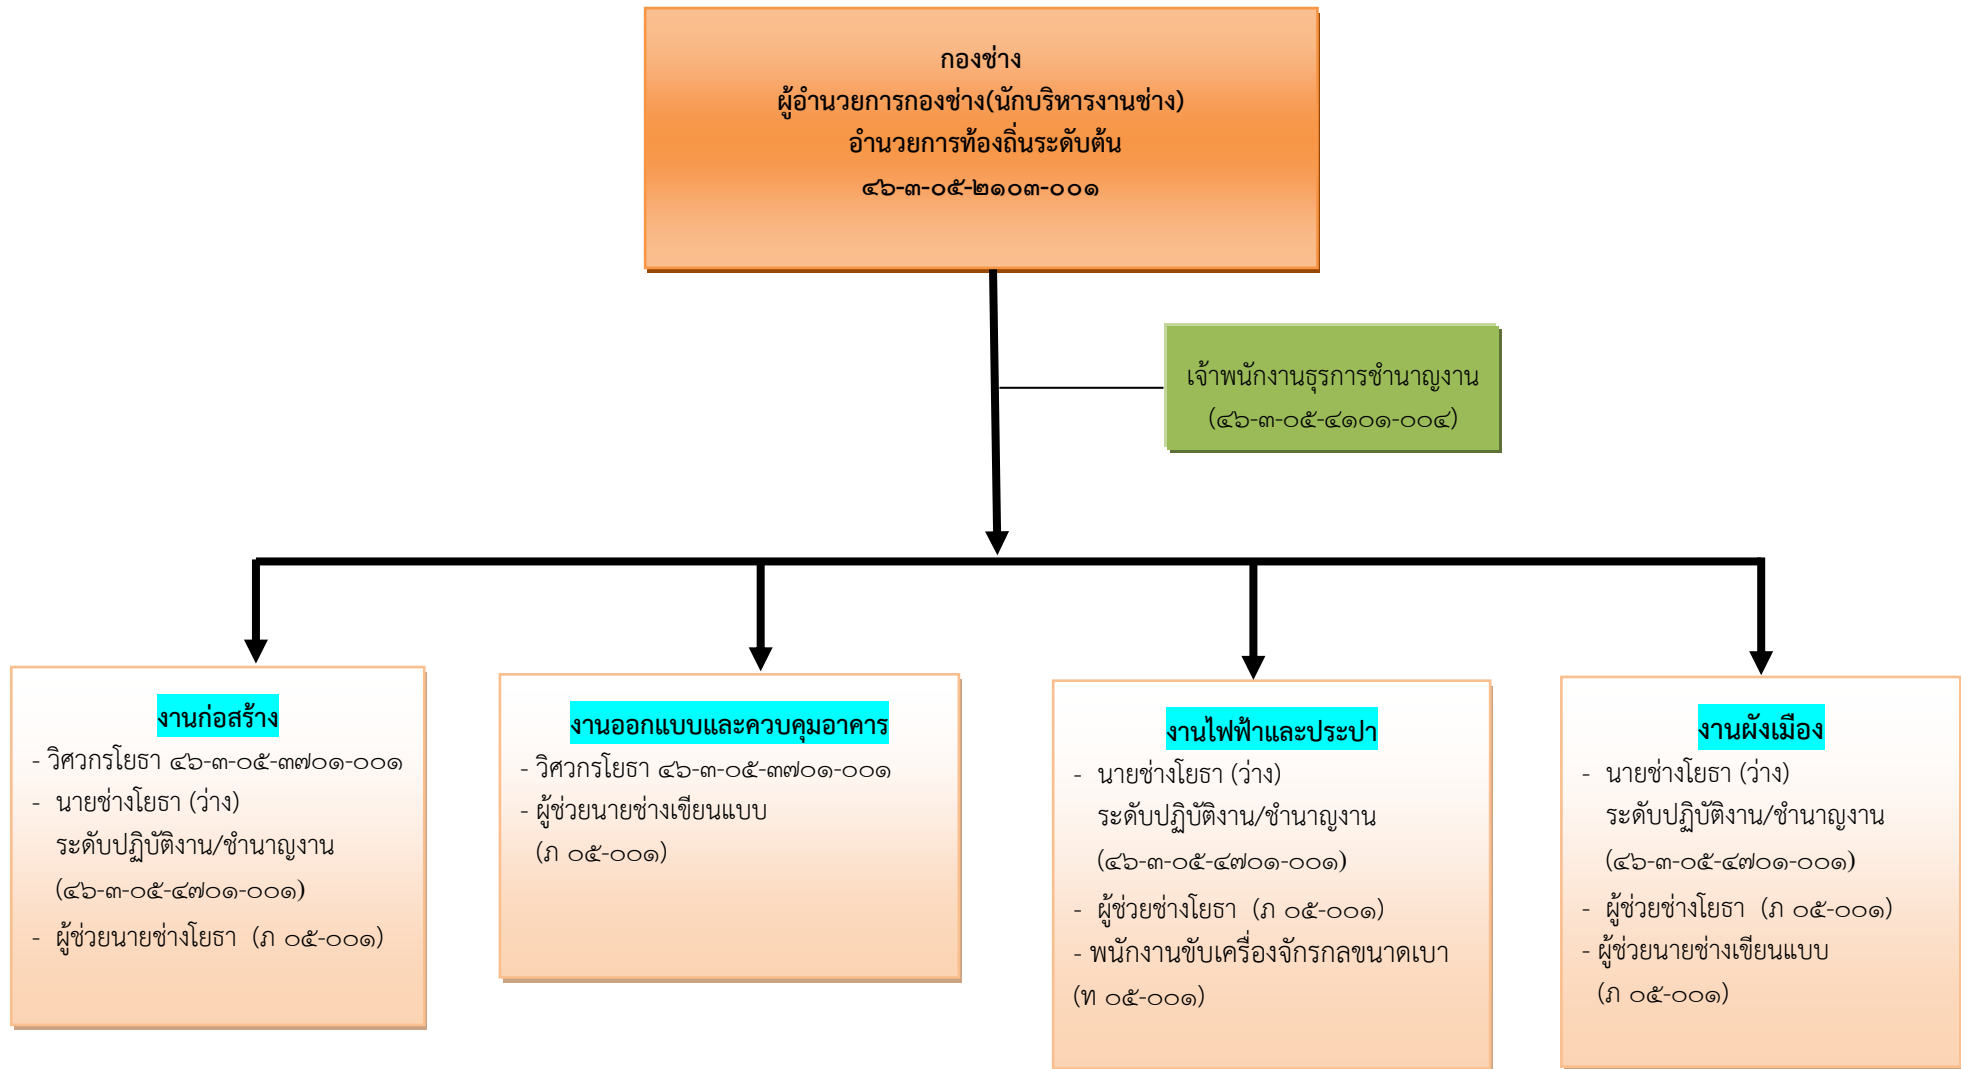 กองช่าง
ผู้อำนวยการกองช่าง(นักบริหารงานช่าง)
อำนวยการท้องถิ่นระดับต้น
๔๖-๓-๐๕-๒๑๐๓-๐๐๑
เจ้าพนักงานธุรการชำนาญงาน
(๔๖-๓-๐๕-๔๑๐๑-๐๐๔)
งานก่อสร้าง
- วิศวกรโยธา ๔๖-๓-๐๕-๓๗๐๑-๐๐๑
- นายช่างโยธา (ว่าง)
ระดับปฏิบัติงาน/ชำนาญงาน
(๔๖-๓-๐๕-๔๗๐๑-๐๐๑)
- ผู้ช่วยนายช่างโยธา (ภ ๐๕-๐๐๑)
งานออกแบบและควบคุมอาคาร
- วิศวกรโยธา ๔๖-๓-๐๕-๓๗๐๑-๐๐๑
- ผู้ช่วยนายช่างเขียนแบบ
(ภ ๐๕-๐๐๑)
งานไฟฟ้าและประปา
- นายช่างโยธา (ว่าง)
ระดับปฏิบัติงาน/ชำนาญงาน
(๔๖-๓-๐๕-๔๗๐๑-๐๐๑)
- ผู้ช่วยช่างโยธา (ภ ๐๕-๐๐๑)
- พนักงานขับเครื่องจักรกลขนาดเบา
(ท ๐๕-๐๐๑)
งานผังเมือง
- นายช่างโยธา (ว่าง)
ระดับปฏิบัติงาน/ชำนาญงาน
(๔๖-๓-๐๕-๔๗๐๑-๐๐๑)
- ผู้ช่วยช่างโยธา (ภ ๐๕-๐๐๑)
- ผู้ช่วยนายช่างเขียนแบบ
(ภ ๐๕-๐๐๑)